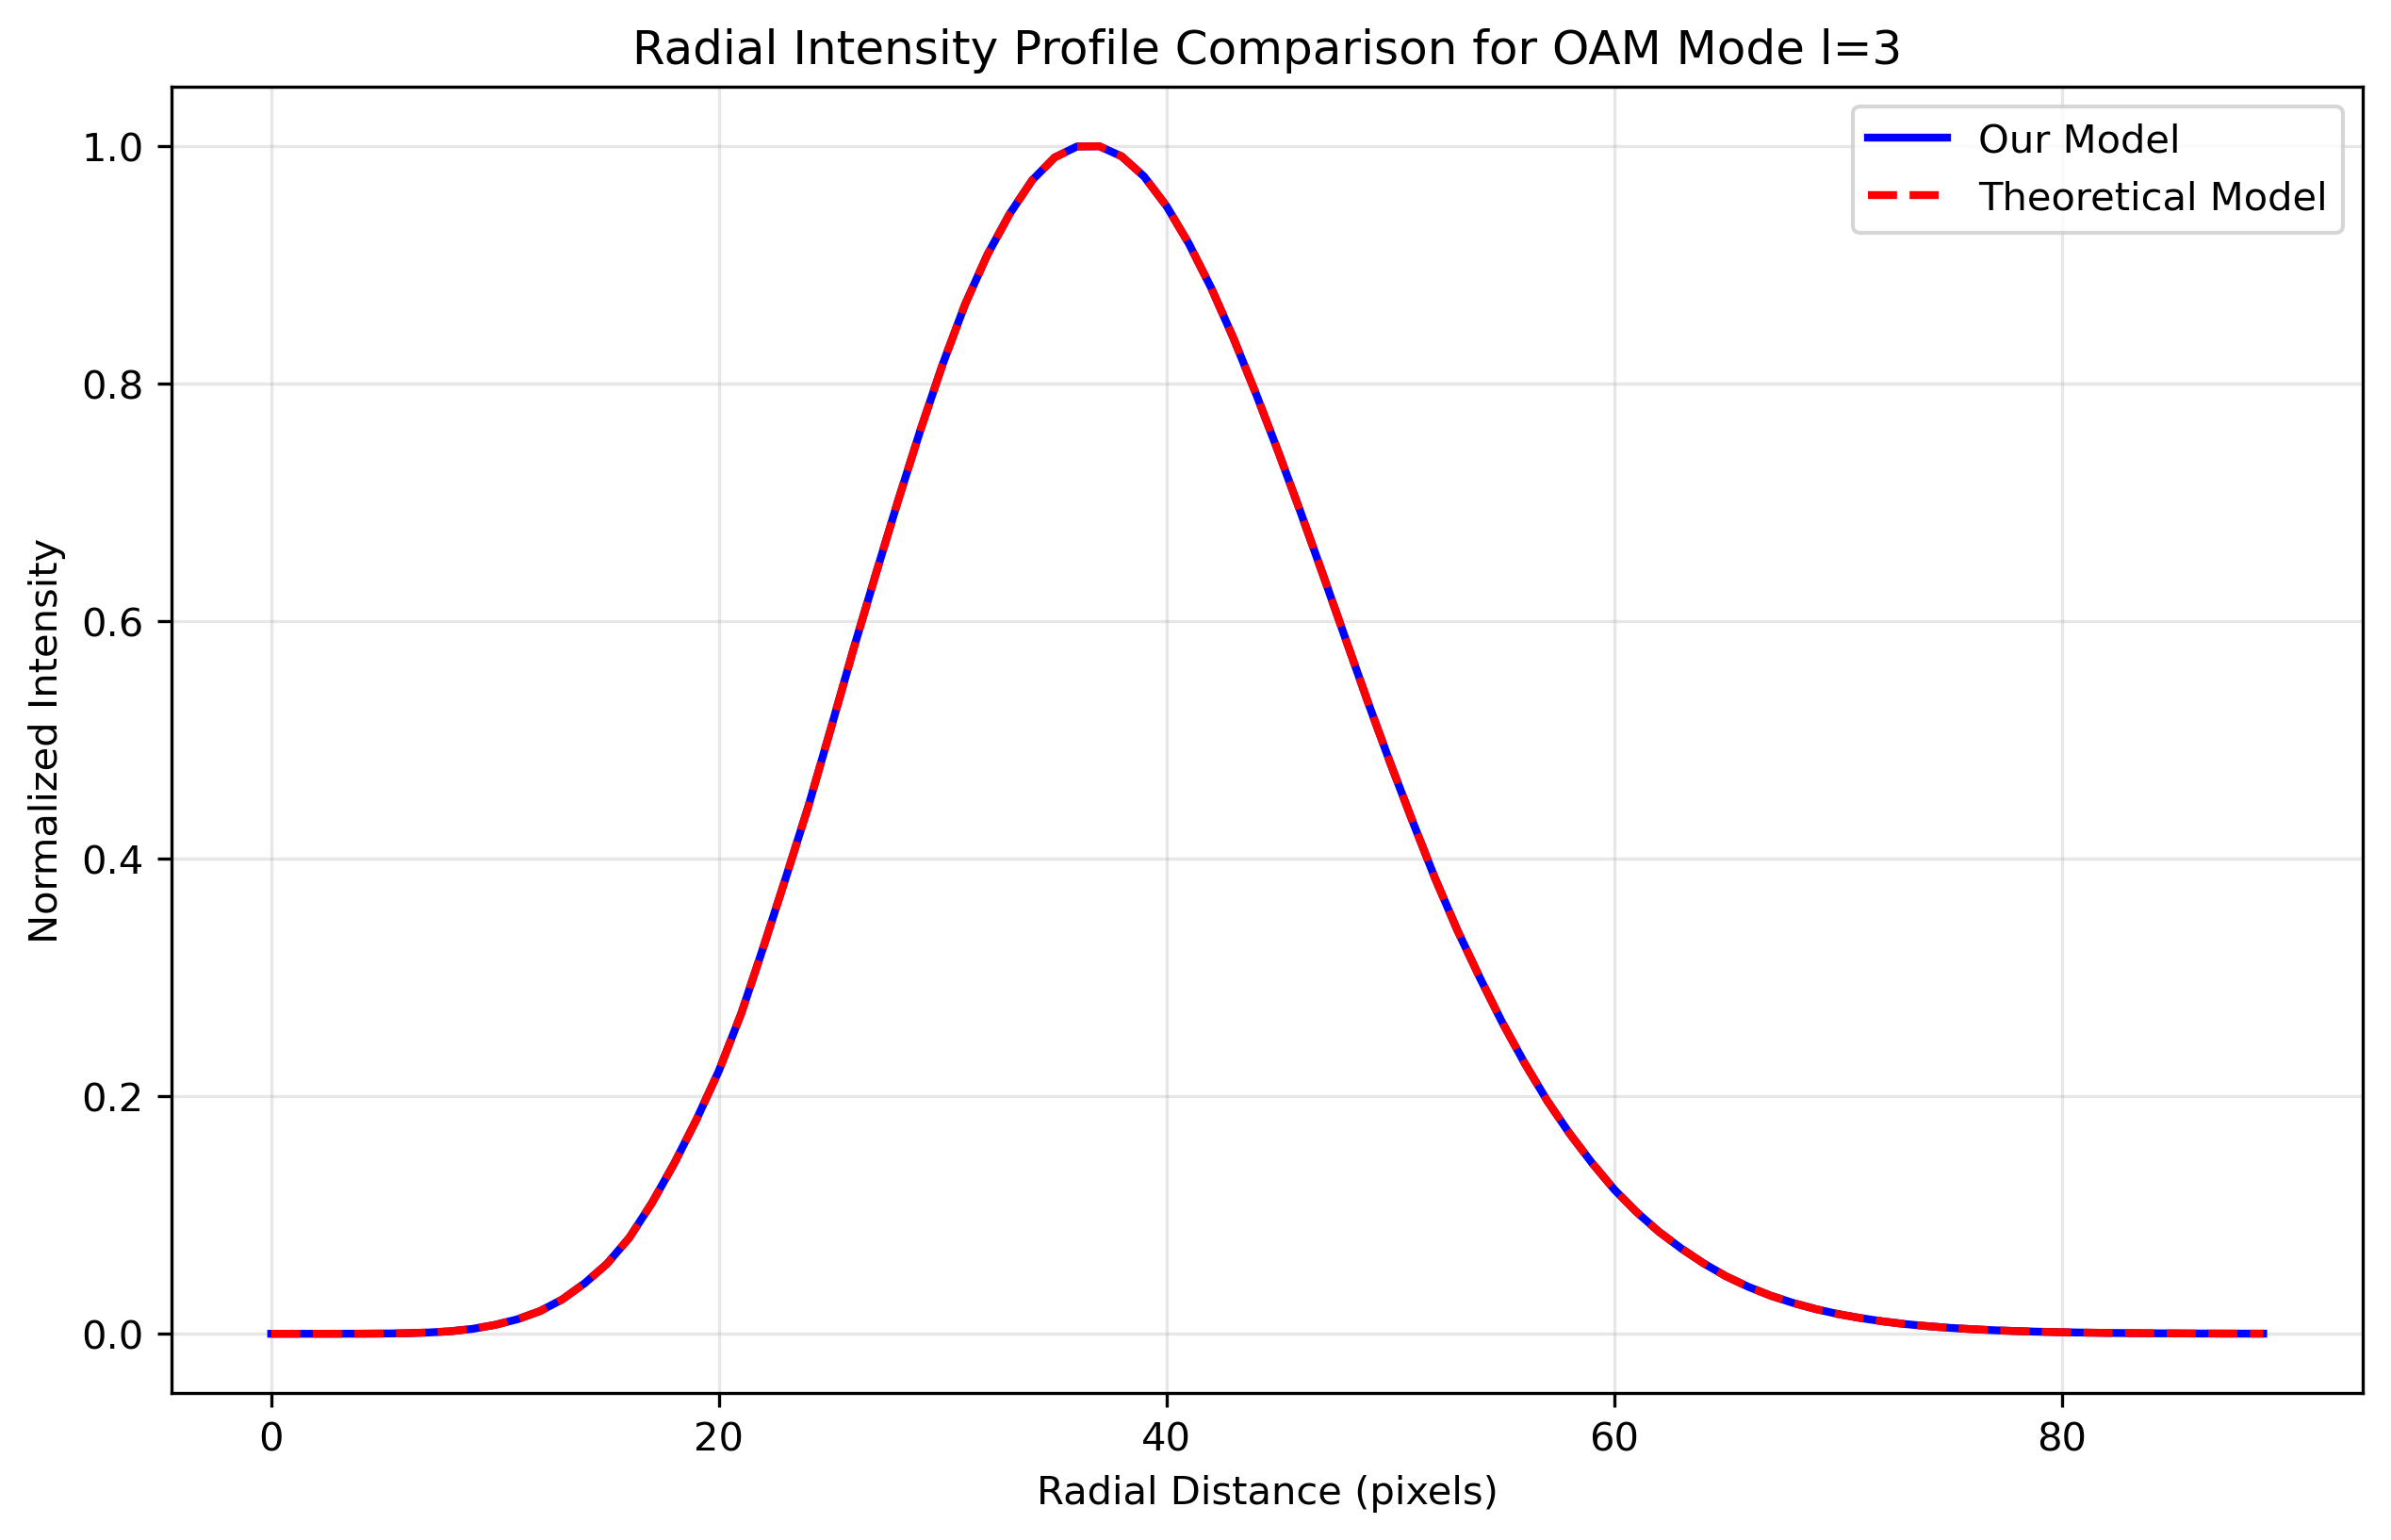 Radial Intensity Profile Comparison for OAM Mode l=3
Our Model
Theoretical Model
Normalized Intensity
1.0
0.8
0.6
0.4
0.2
0.0
0 20 40 60 80
Radial Distance (pixels)